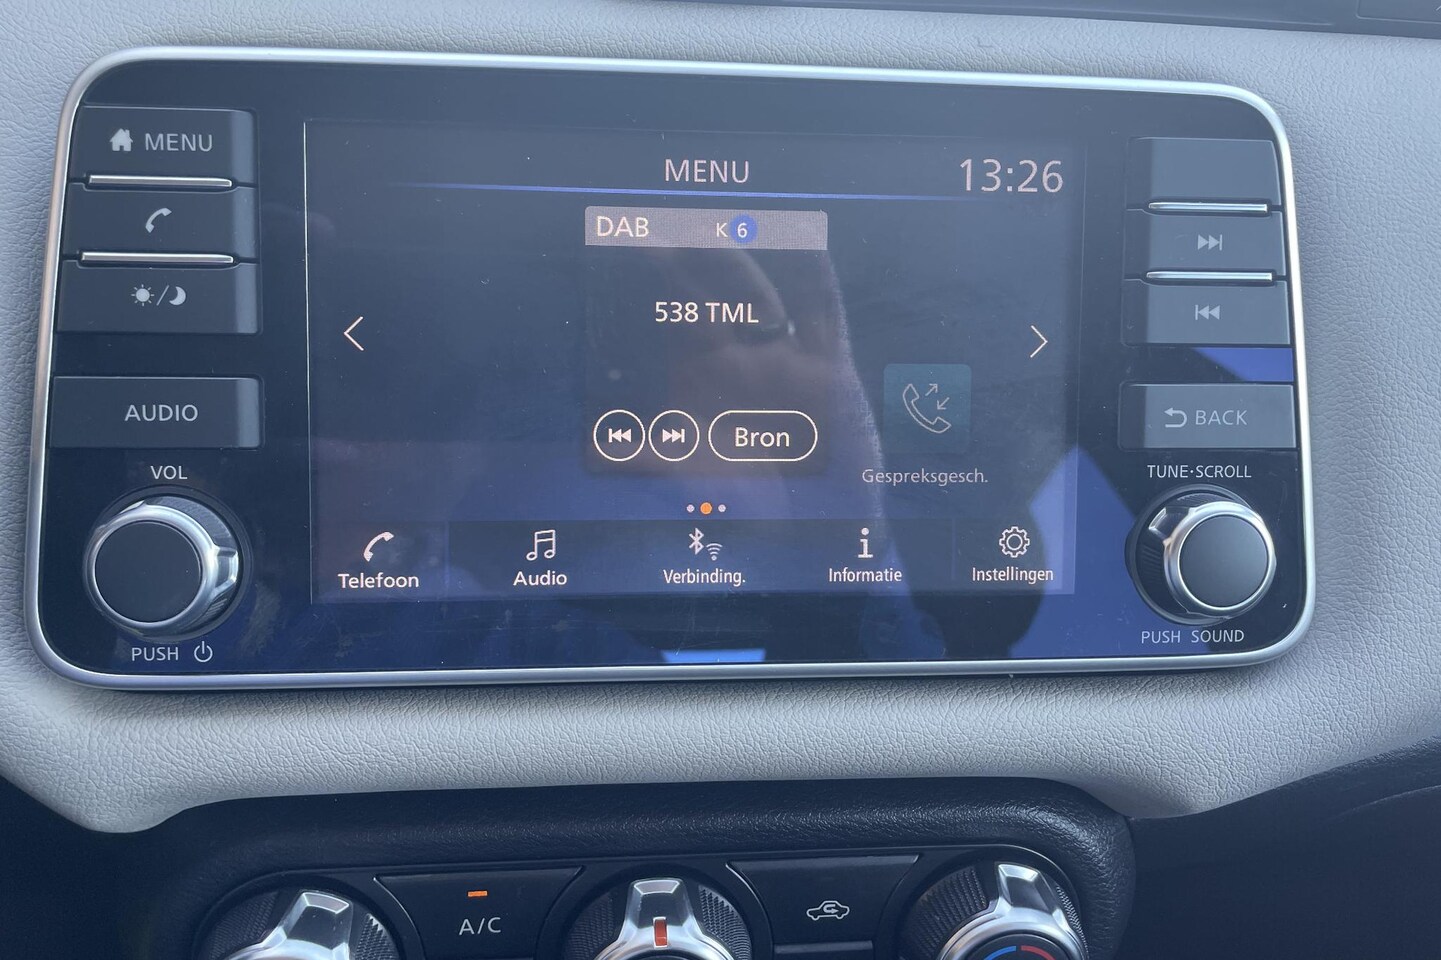 MENU
AUDIO
VOL
PUSH
MENU
13:26
DAB
K 6
538 TML
Bron
Gespreksgesch.
Telefoon
Audio
Verbinding.
Informatie
Instellingen
BACK
TUNE·SCROLL
PUSH SOUND
A/C